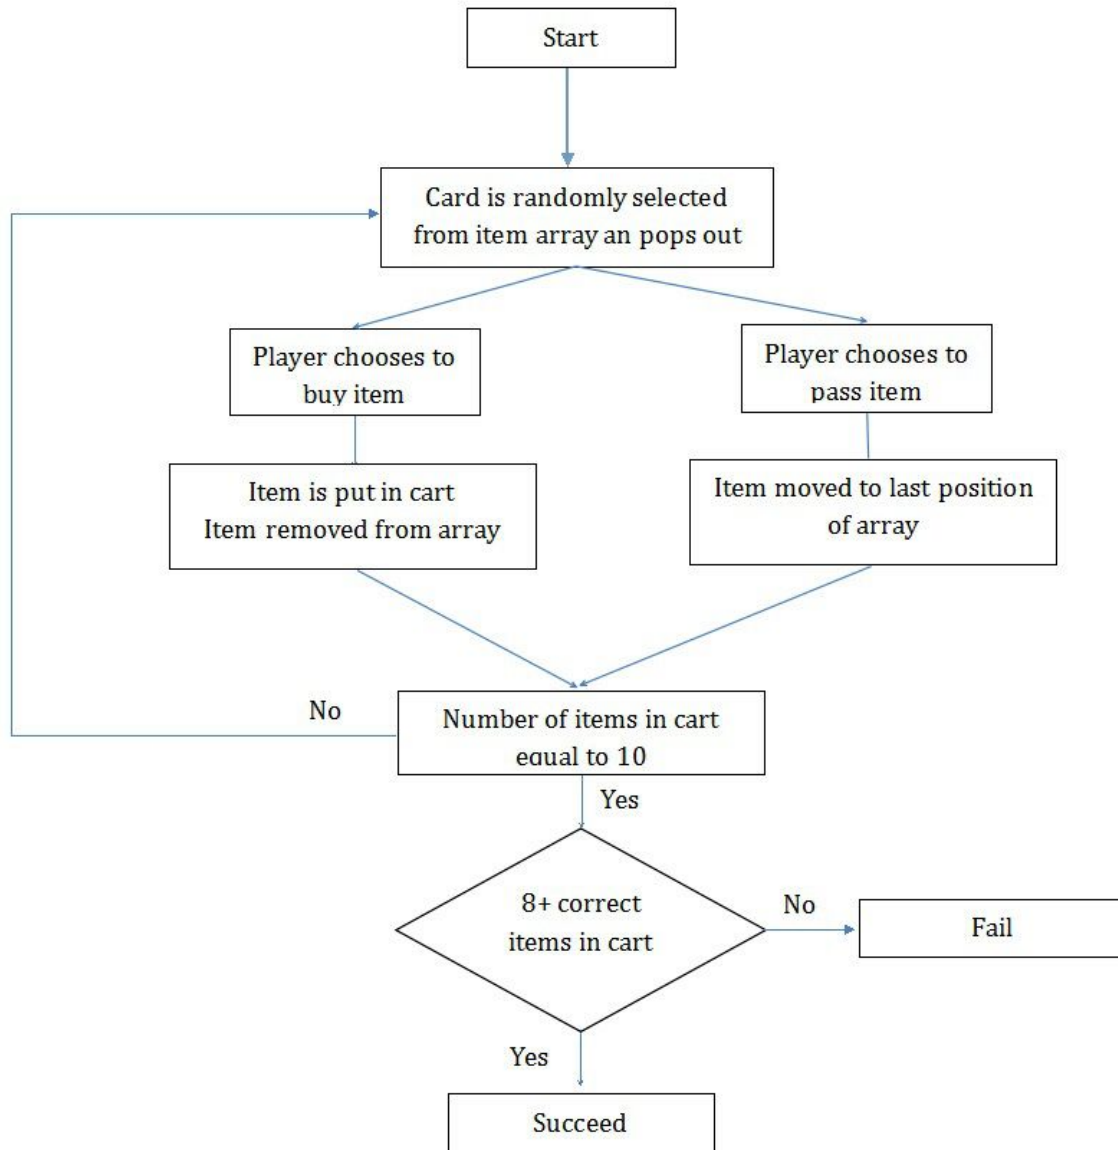 Start
Card is randomly selected
from item array an pops out
Player chooses to
buy item
Player chooses to
pass item
Item is put in cart
Item removed from array
Item moved to last position
of array
No
Number of items in cart
equal to 10
Yes
8+ correct
items in cart
No
Fail
Yes
Succeed